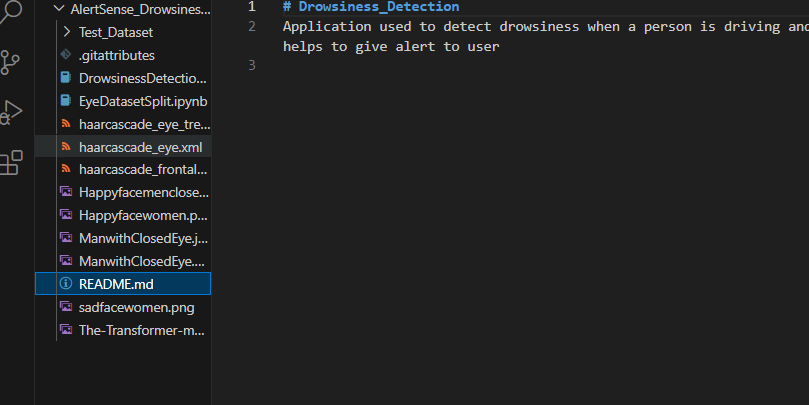 AlertSense_Drowsines...
Test_Dataset
.gitattributes
DrowsinessDetectio...
EyeDatasetSplit.ipynb
haarcascade_eye_tre...
haarcascade_eye.xml
haarcascade_frontal...
Happyfacemenclose...
Happyfacewomen.p...
ManwithClosedEye.j...
ManwithClosedEye....
README.md
sadfacewomen.png
The-Transformer-m...
1 # Drowsiness_Detection
2 Application used to detect drowsiness when a person is driving and
helps to give alert to user
3